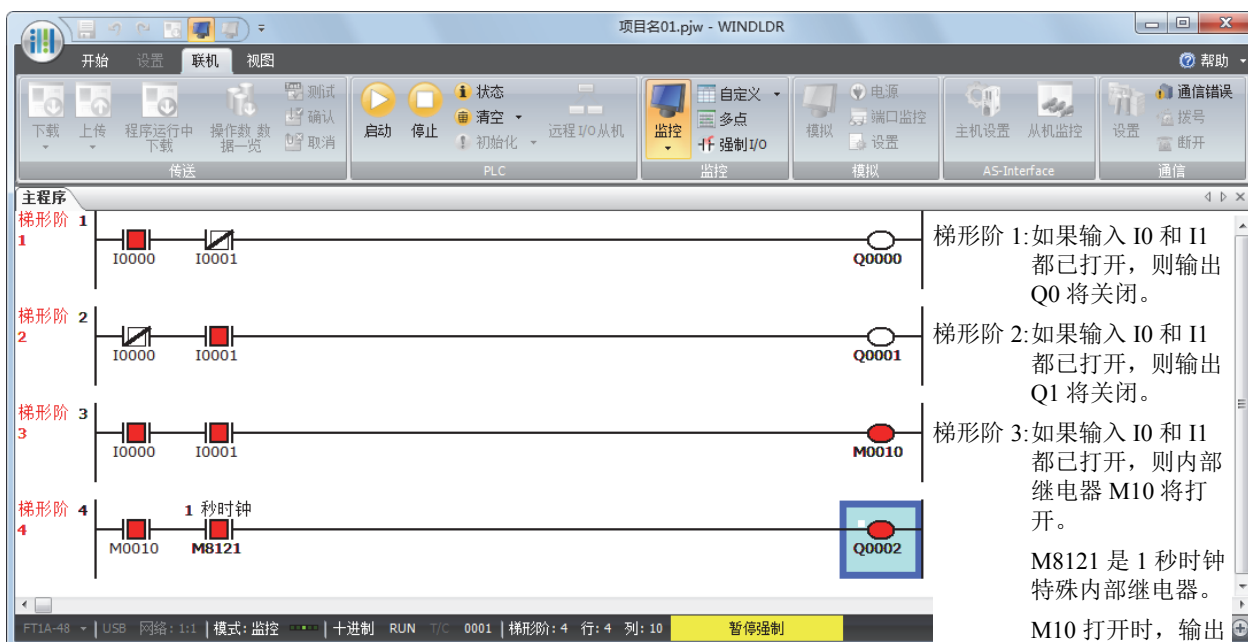 项目名01.pjw - WINDLDR
开始 设置 联机 视图 帮助
下载 上传 程序运行中下载 操作数 数据一览 测试 确认 取消
传送
启动 停止 状态 清空 初始化 远程I/O从机
PLC
监控 自定义 多点 强制I/O
监控
模拟 电源 端口监控 设置
模拟
主机设置 从机监控
AS-Interface
设置 通信错误 拨号 断开
通信
主程序
梯形阶 1
1
I0000 I0001 Q0000
梯形阶 2
2
I0000 I0001 Q0001
梯形阶 3
3
I0000 I0001 M0010
梯形阶 4
4
1 秒时钟
M0010 M8121 Q0002
梯形阶 1:如果输入 I0 和 I1
都已打开，则输出
Q0 将关闭。
梯形阶 2:如果输入 I0 和 I1
都已打开，则输出
Q1 将关闭。
梯形阶 3:如果输入 I0 和 I1
都已打开，则内部
继电器 M10 将打
开。
M8121 是 1 秒时钟
特殊内部继电器。
M10 打开时，输出
FT1A-48 USB 网络: 1:1 模式: 监控 十进制 RUN T/C 0001 梯形阶: 4 行: 4 列: 10 暂停强制